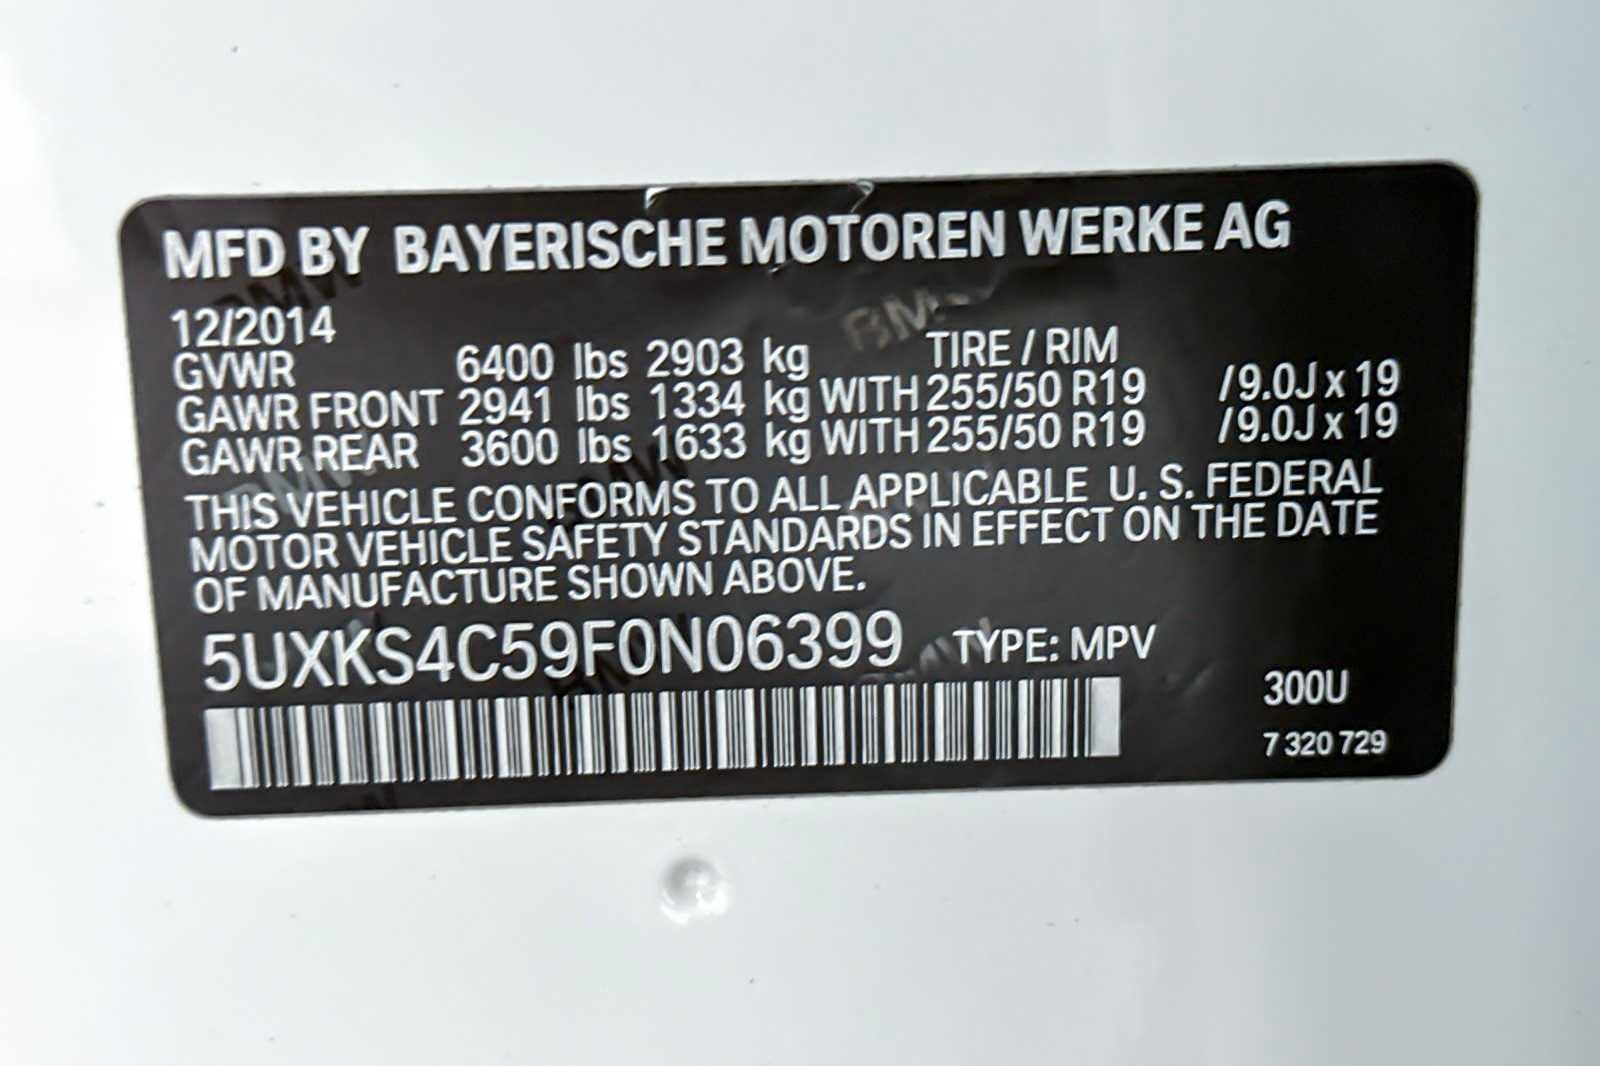 MFD BY BAYERISCHE MOTOREN WERKE AG
12/2014
GVWR 6400 lbs 2903 kg TIRE / RIM
GAWR FRONT 2941 lbs 1334 kg WITH 255/50 R19 /9.0J x 19
GAWR REAR 3600 lbs 1633 kg WITH 255/50 R19 /9.0J x 19
THIS VEHICLE CONFORMS TO ALL APPLICABLE U. S. FEDERAL
MOTOR VEHICLE SAFETY STANDARDS IN EFFECT ON THE DATE
OF MANUFACTURE SHOWN ABOVE.
5UXKS4C59F0N06399 TYPE: MPV
300U
7 320 729